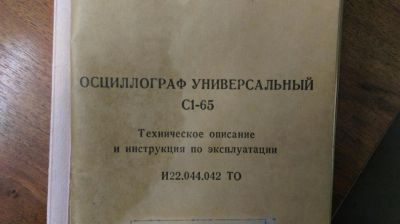 ОСЦИЛЛОГРАФ УНИВЕРСАЛЬНЫЙ
С1-65
Техническое описание
и инструкция по эксплуатации
И22.044.042 ТО